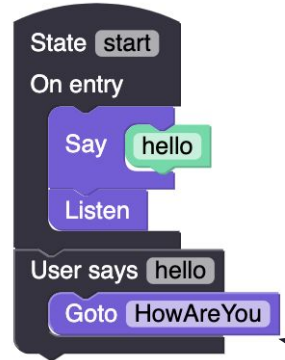 State start
On entry
Say hello
Listen
User says hello
Goto HowAreYou